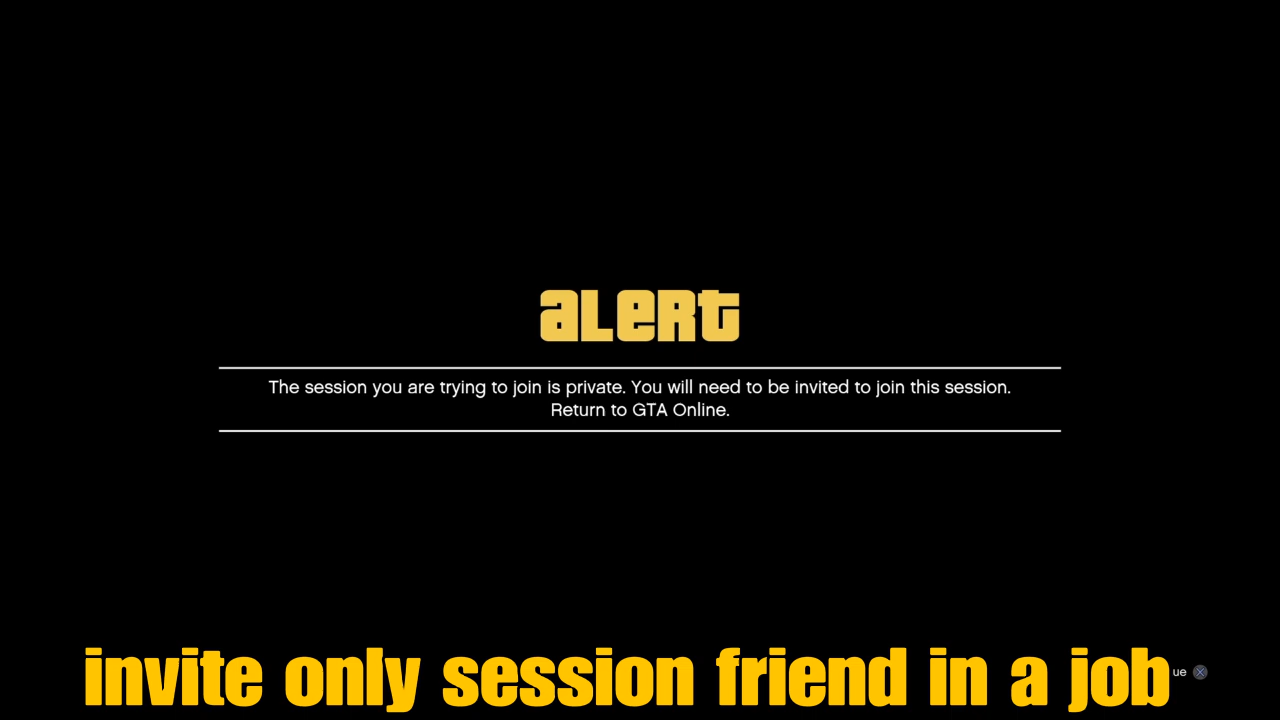 aLeRt
The session you are trying to join is private. You will need to be invited to join this session.
Return to GTA Online.
invite only session friend in a job
ue